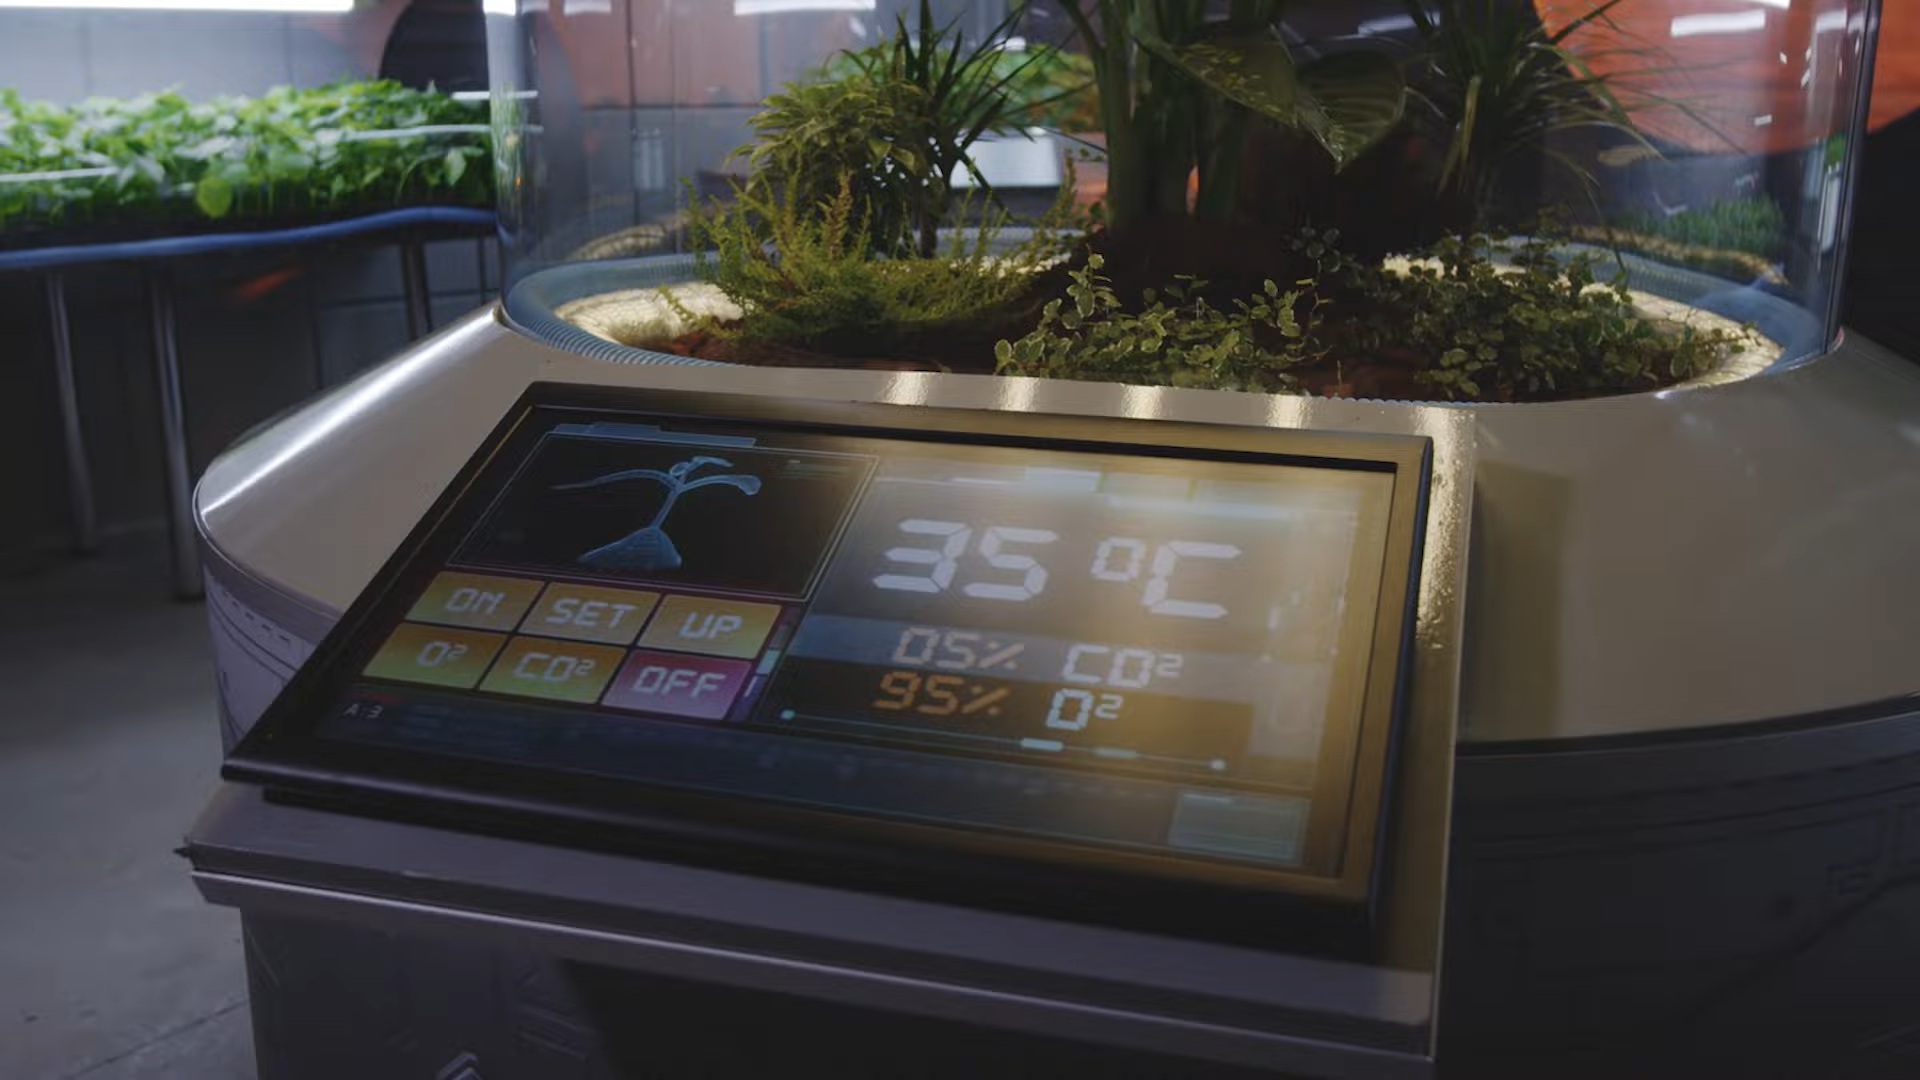 35 °C
05% CO²
95% O²
ON SET UP
O² CO² OFF
A:3